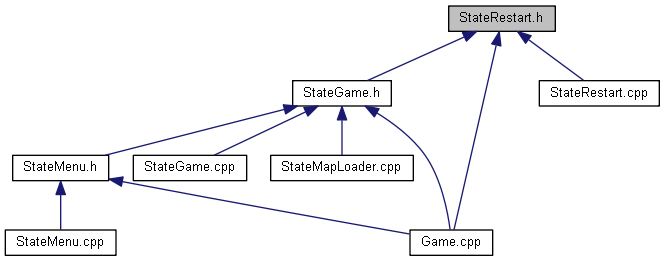 StateRestart.h
StateGame.h
StateRestart.cpp
StateMenu.h
StateGame.cpp
StateMapLoader.cpp
StateMenu.cpp
Game.cpp